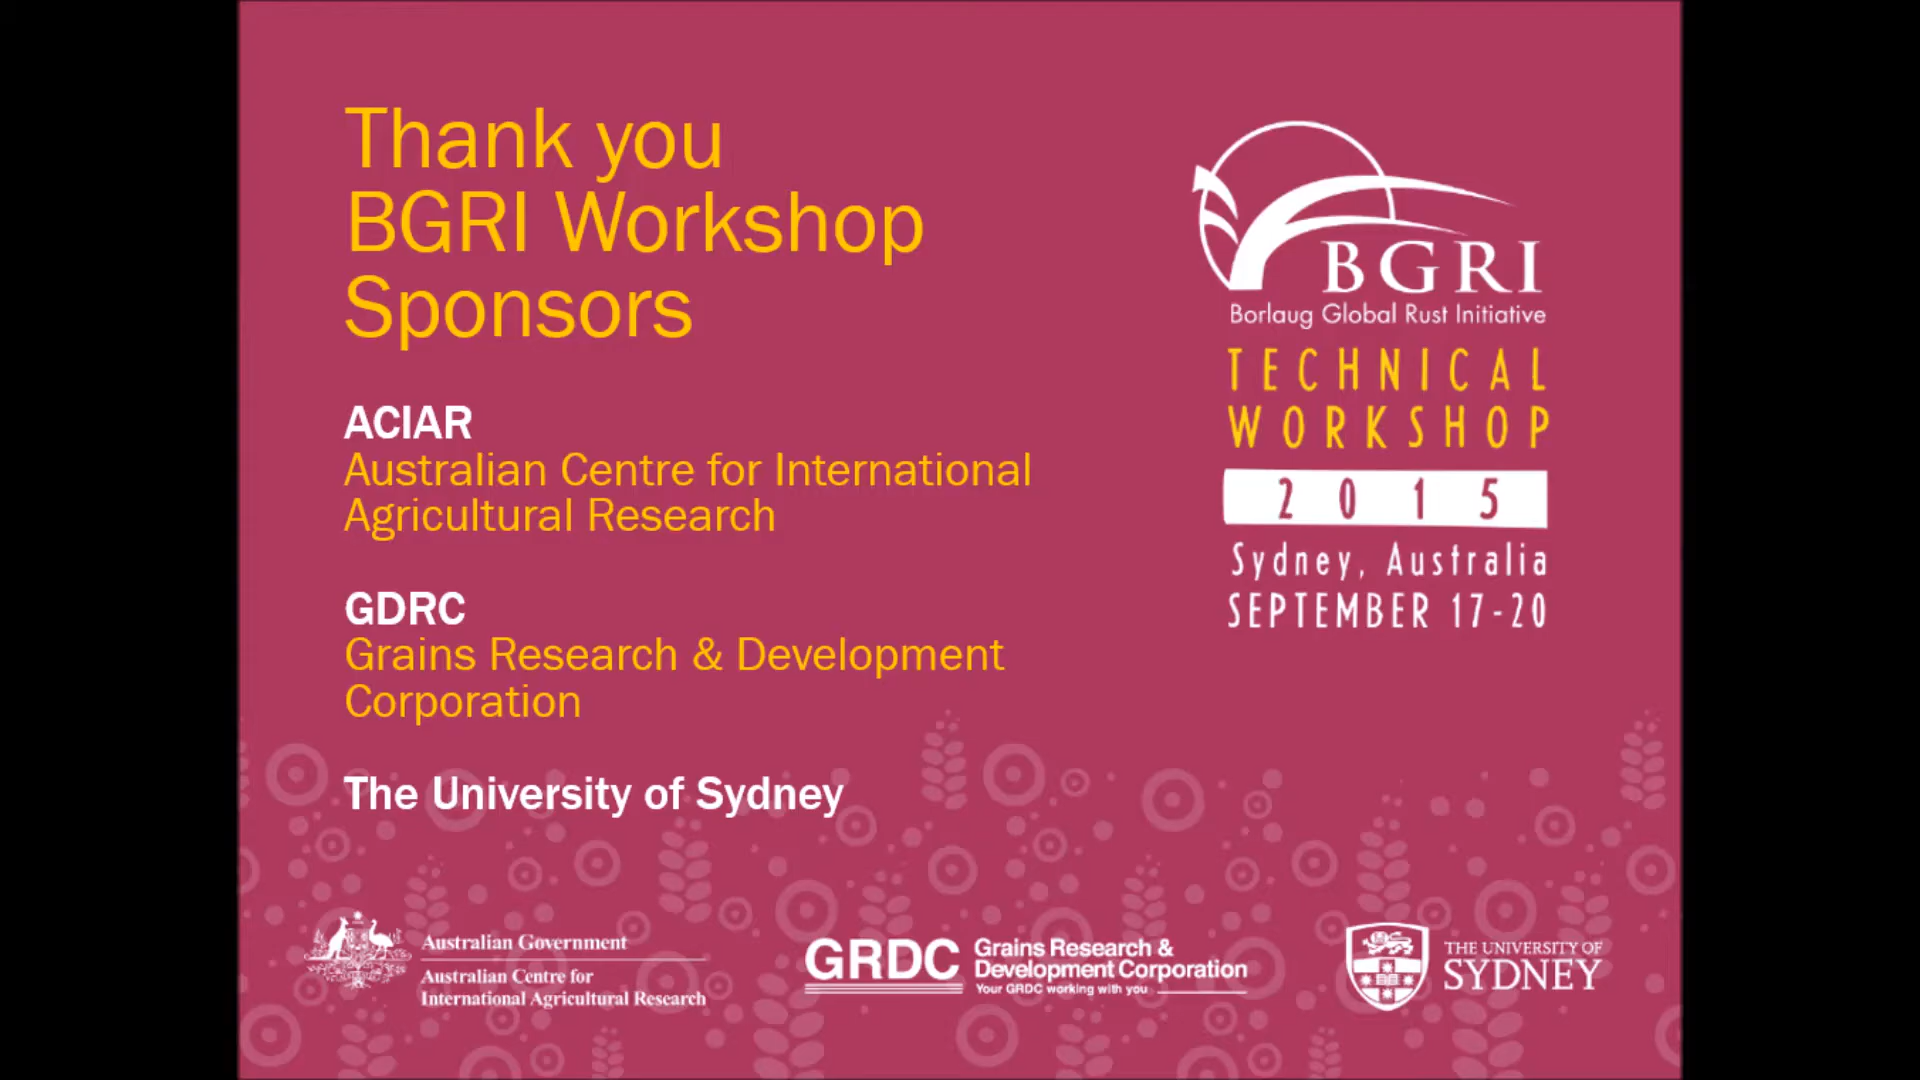 Thank you
BGRI Workshop
Sponsors
ACIAR
Australian Centre for International
Agricultural Research
GDRC
Grains Research & Development
Corporation
The University of Sydney
BGRI
Borlaug Global Rust Initiative
TECHNICAL
WORKSHOP
2015
Sydney, Australia
SEPTEMBER 17-20
Australian Government
Australian Centre for
International Agricultural Research
GRDC
Grains Research &
Development Corporation
Your GRDC working with you
THE UNIVERSITY OF
SYDNEY